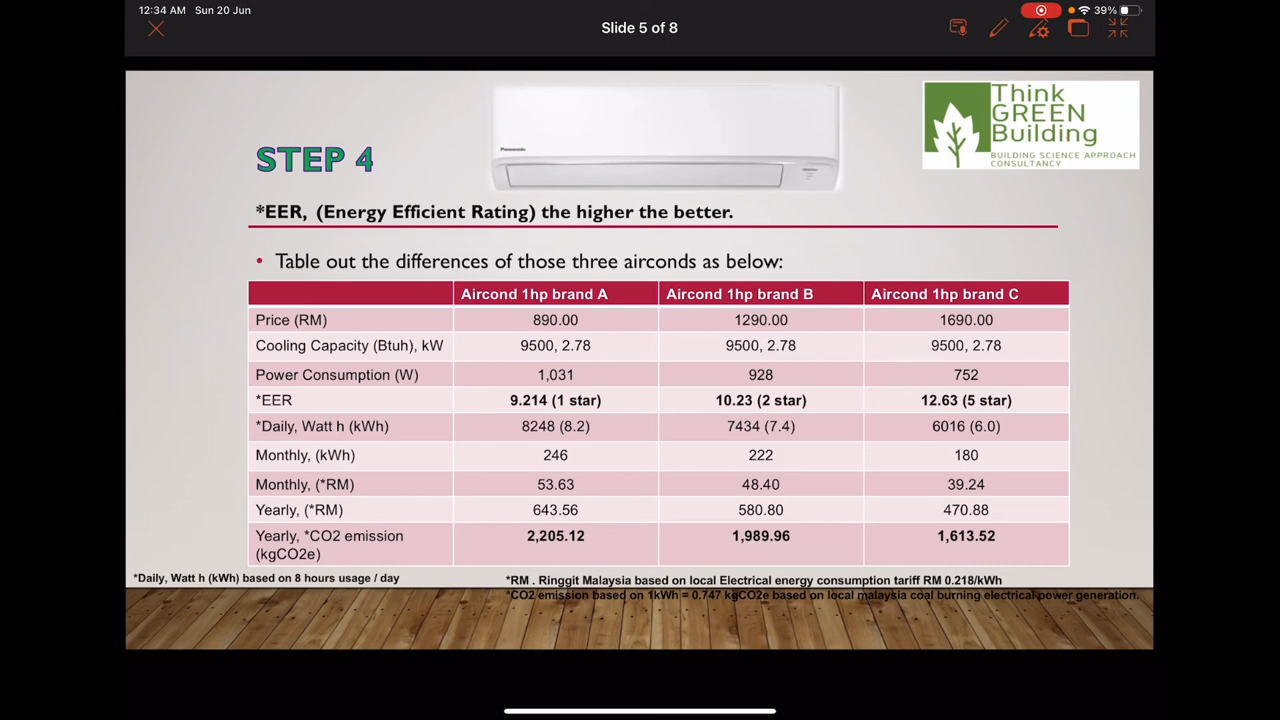 12:34 AM Sun 20 Jun 39%
Slide 5 of 8
Think
GREEN
Building
BUILDING SCIENCE APPROACH
CONSULTANCY
Panasonic
STEP 4
*EER, (Energy Efficient Rating) the higher the better.
• Table out the differences of those three airconds as below:
Aircond 1hp brand A Aircond 1hp brand B Aircond 1hp brand C
Price (RM) 890.00 1290.00 1690.00
Cooling Capacity (Btuh), kW 9500, 2.78 9500, 2.78 9500, 2.78
Power Consumption (W) 1,031 928 752
*EER 9.214 (1 star) 10.23 (2 star) 12.63 (5 star)
*Daily, Watt h (kWh) 8248 (8.2) 7434 (7.4) 6016 (6.0)
Monthly, (kWh) 246 222 180
Monthly, (*RM) 53.63 48.40 39.24
Yearly, (*RM) 643.56 580.80 470.88
Yearly, *CO2 emission 2,205.12 1,989.96 1,613.52
(kgCO2e)
*Daily, Watt h (kWh) based on 8 hours usage / day
*RM . Ringgit Malaysia based on local Electrical energy consumption tariff RM 0.218/kWh
*CO2 emission based on 1kWh = 0.747 kgCO2e based on local malaysia coal burning electrical power generation.